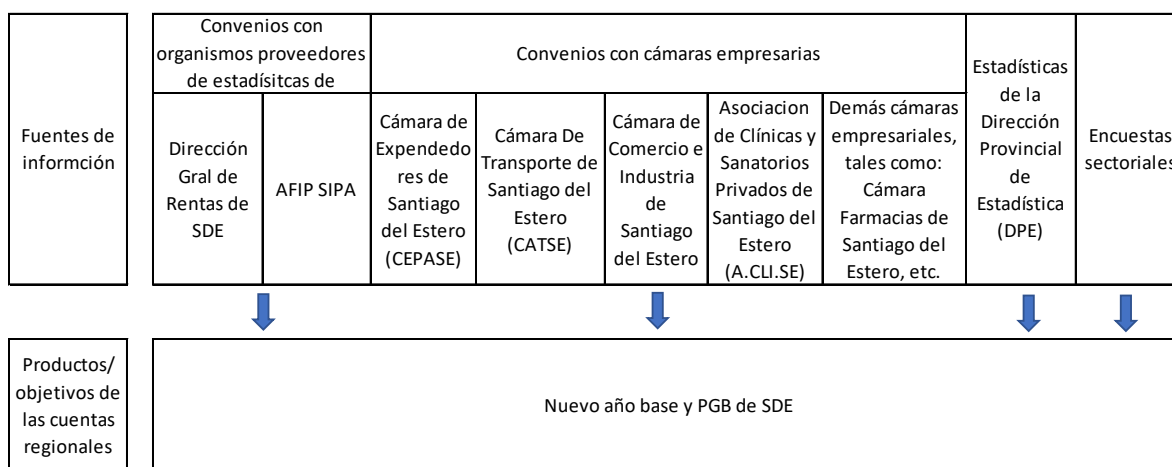 Fuentes de
informción
Convenios con
organismos proveedores
de estadísitcas de
Dirección
Gral de
Rentas de
SDE
AFIP SIPA
Convenios con cámaras empresarias
Cámara de
Expendedo
res de
Santiago
del Estero
(CEPASE)
Cámara De
Transporte de
Santiago del
Estero
(CATSE)
Cámara de
Comercio e
Industria
de
Santiago
del Estero
Asociacion
de Clínicas y
Sanatorios
Privados de
Santiago del
Estero
(A.CLI.SE)
Demás cámaras
empresariales,
tales como:
Cámara
Farmacias de
Santiago del
Estero, etc.
Estadísticas
de la
Dirección
Provincial
de
Estadística
(DPE)
Encuestas
sectoriales
Productos/
objetivos de
las cuentas
regionales
Nuevo año base y PGB de SDE